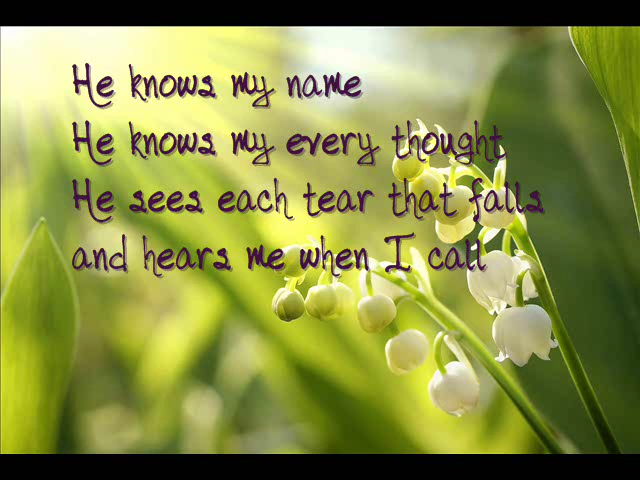 He knows my name
He knows my every thought
He sees each tear that falls
and hears me when I call